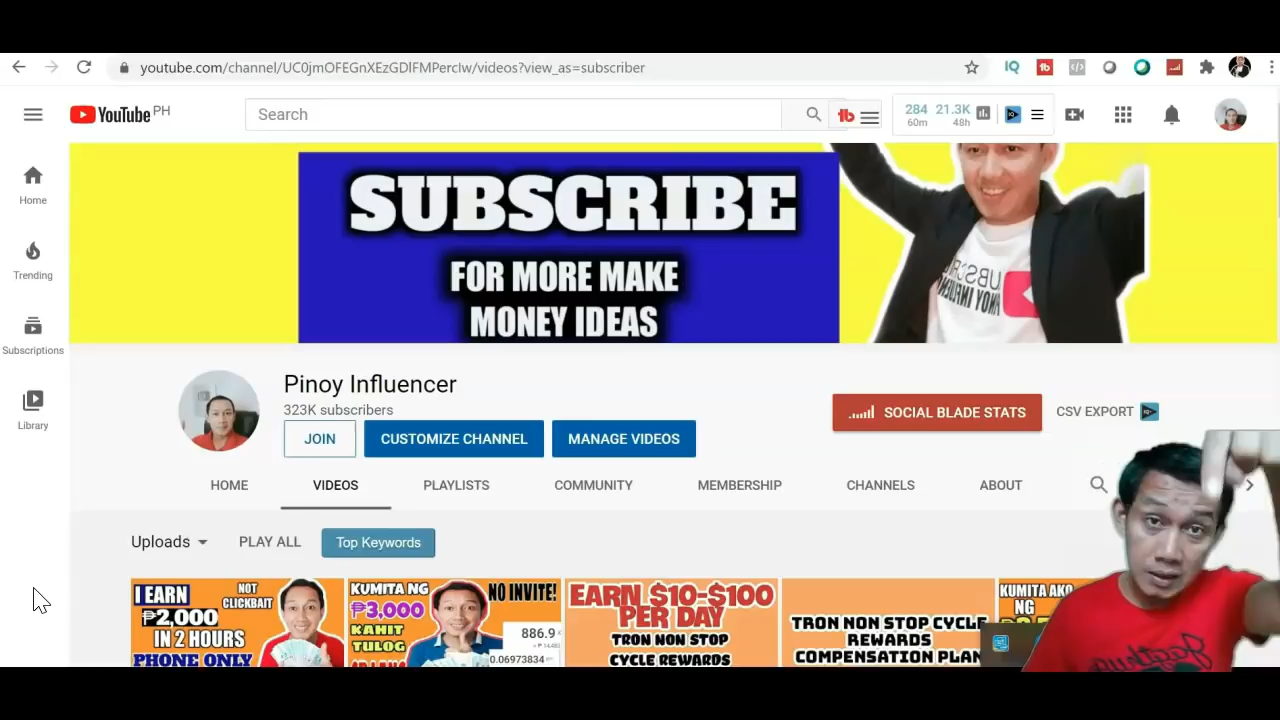 youtube.com/channel/UC0jmOFEGnXEzGDlFMPercIw/videos?view_as=subscriber
YouTube PH
Search
tb
284 21.3K
60m 48h
SUBSCRIBE
FOR MORE MAKE
MONEY IDEAS
Home
Trending
Subscriptions
Library
Pinoy Influencer
323K subscribers
JOIN CUSTOMIZE CHANNEL MANAGE VIDEOS
SOCIAL BLADE STATS CSV EXPORT
HOME VIDEOS PLAYLISTS COMMUNITY MEMBERSHIP CHANNELS ABOUT
Uploads PLAY ALL Top Keywords
I EARN
₱2,000
IN 2 HOURS
PHONE ONLY
NOT
CLICKBAIT
KUMITA NG
₱3,000
KAHIT
TULOG
NO INVITE!
886.9
0.06973834
EARN $10-$100
PER DAY
TRON NON STOP
CYCLE REWARDS
TRON NON STOP CYCLE
REWARDS
COMPENSATION PLAN
KUMITA AKO
NG